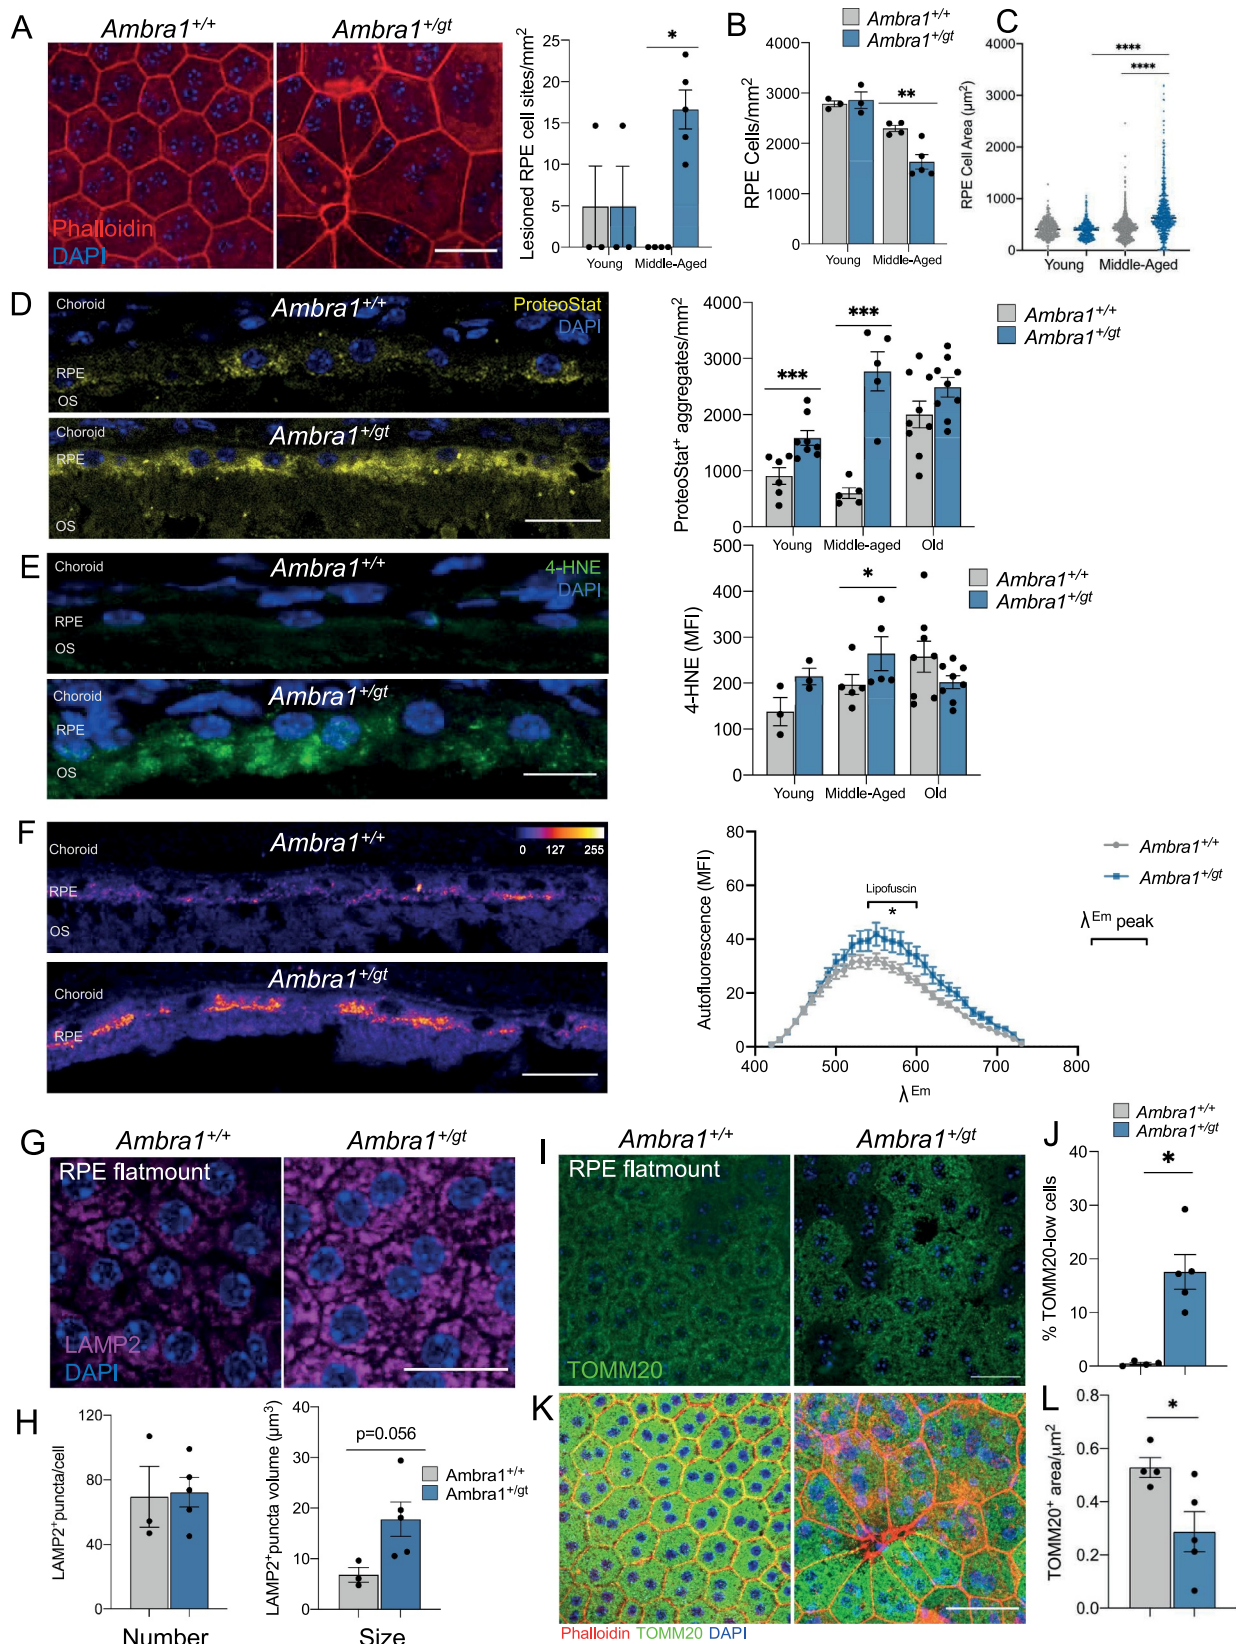 A
Ambra1+/+
Ambra1+/gt
Phalloidin
DAPI
Lesioned RPE cell sites/mm2
25
20
15
10
5
0
*
Young
Middle-Aged
B
Ambra1+/+
Ambra1+/gt
RPE Cells/mm2
3000
2000
1000
0
**
Young
Middle-Aged
C
RPE Cell Area (µm2)
4000
3000
2000
1000
0
****
****
Young
Middle-Aged
D
Choroid
Ambra1+/+
ProteoStat
DAPI
RPE
OS
Choroid
Ambra1+/gt
RPE
OS
ProteoStat+ aggregates/mm2
4000
3000
2000
1000
0
***
***
Young
Middle-aged
Old
Ambra1+/+
Ambra1+/gt
E
Choroid
Ambra1+/+
4-HNE
DAPI
RPE
OS
Choroid
Ambra1+/gt
RPE
OS
4-HNE (MFI)
500
400
300
200
100
0
*
Young
Middle-Aged
Old
Ambra1+/+
Ambra1+/gt
F
Choroid
Ambra1+/+
0 127 255
RPE
OS
Choroid
Ambra1+/gt
RPE
Autofluorescence (MFI)
80
60
40
20
0
Lipofuscin
*
400 500 600 700 800
λEm
Ambra1+/+
Ambra1+/gt
λEm peak
G
Ambra1+/+
Ambra1+/gt
RPE flatmount
LAMP2
DAPI
H
LAMP2+puncta/cell
120
80
40
0
Number
LAMP2+puncta volume (µm3)
40
30
20
10
0
p=0.056
Size
Ambra1+/+
Ambra1+/gt
I
Ambra1+/+
Ambra1+/gt
RPE flatmount
TOMM20
J
Ambra1+/+
Ambra1+/gt
% TOMM20-low cells
40
30
20
10
0
*
K
Phalloidin TOMM20 DAPI
L
TOMM20+ area/µm2
0.8
0.6
0.4
0.2
0.0
*